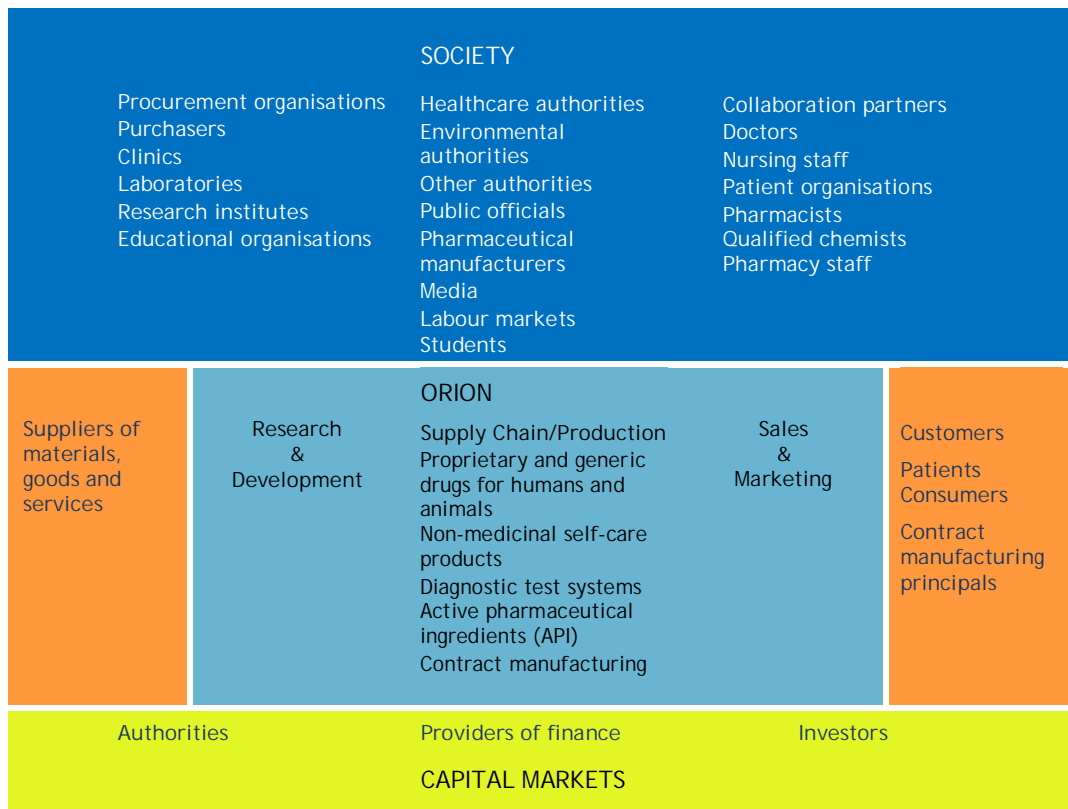 SOCIETY
Procurement organisations
Purchasers
Clinics
Laboratories
Research institutes
Educational organisations
Healthcare authorities
Environmental
authorities
Other authorities
Public officials
Pharmaceutical
manufacturers
Media
Labour markets
Students
Collaboration partners
Doctors
Nursing staff
Patient organisations
Pharmacists
Qualified chemists
Pharmacy staff
Suppliers of
materials,
goods and
services
Research
&
Development
ORION
Supply Chain/Production
Proprietary and generic
drugs for humans and
animals
Non-medicinal self-care
products
Diagnostic test systems
Active pharmaceutical
ingredients (API)
Contract manufacturing
Sales
&
Marketing
Customers
Patients
Consumers
Contract
manufacturing
principals
Authorities
Providers of finance
Investors
CAPITAL MARKETS